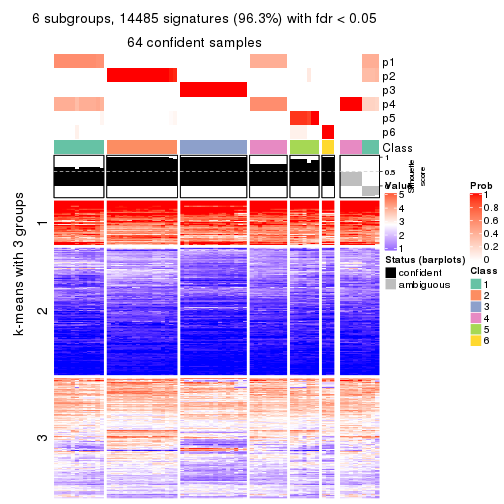 6 subgroups, 14485 signatures (96.3%) with fdr < 0.05
64 confident samples
p1
p2
p3
p4
p5
p6
Class
1
0.5
0
Silhouette
score
k-means with 3 groups
1
2
3
Value
5
4
3
2
1
Status (barplots)
confident
ambiguous
Prob
1
0.8
0.6
0.4
0.2
0
Class
1
2
3
4
5
6